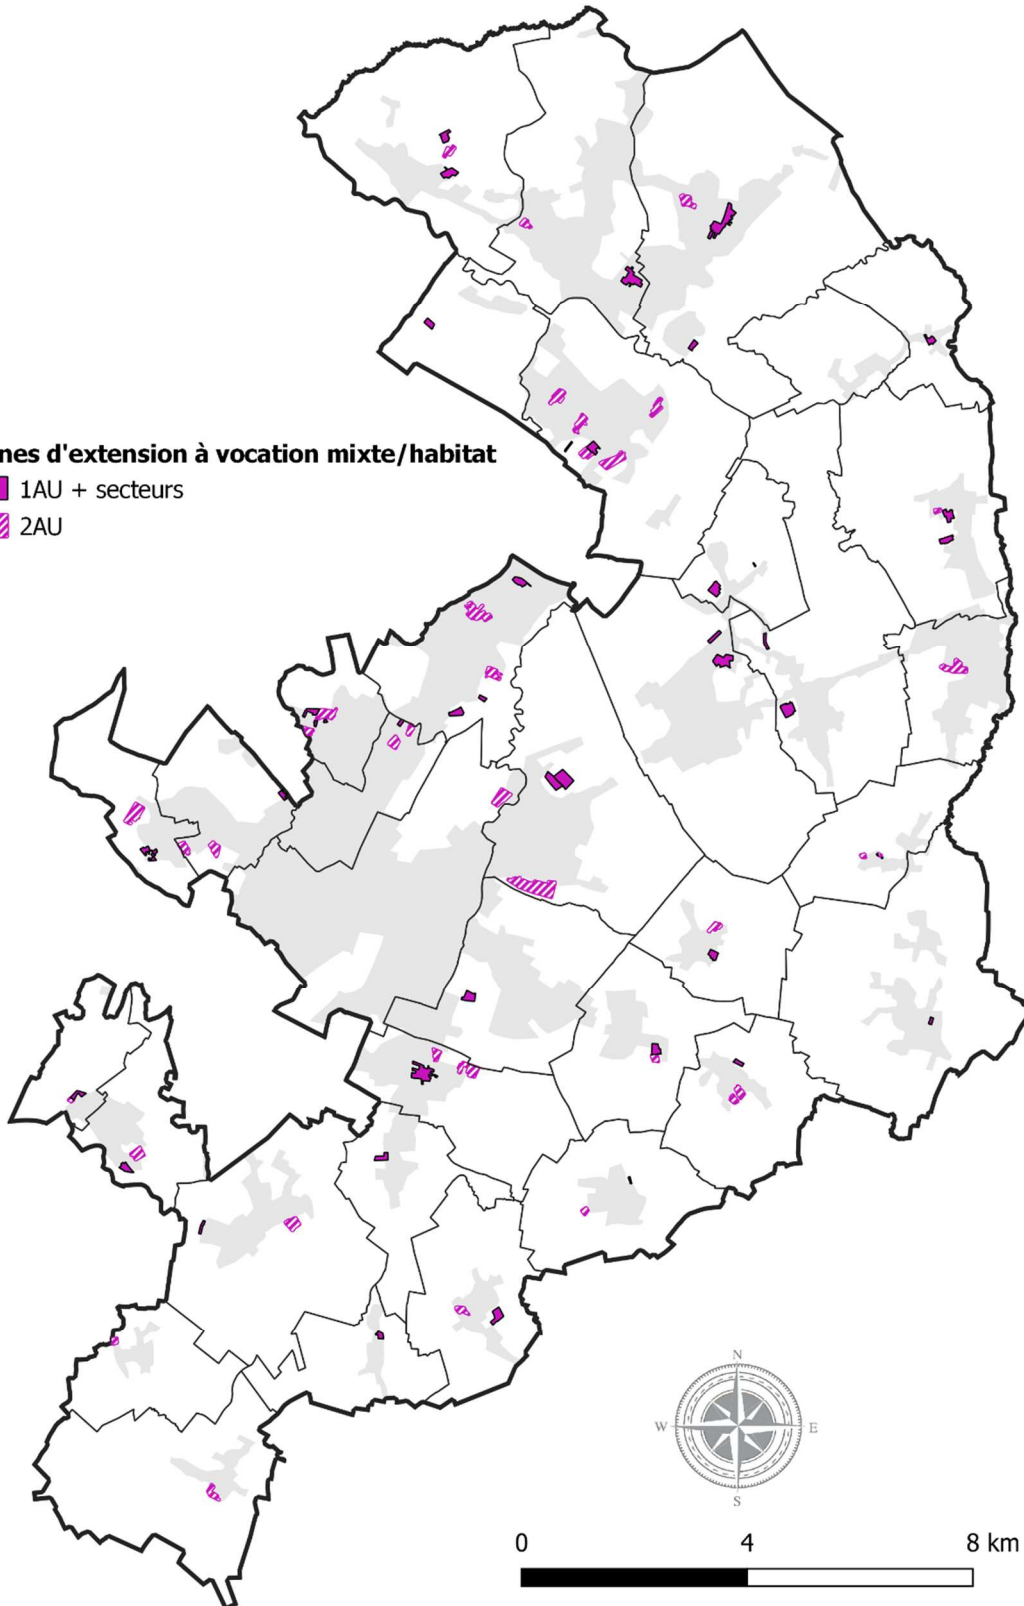 nes d'extension à vocation mixte/habitat
1AU + secteurs
2AU
N
W E
S
0 4 8 km